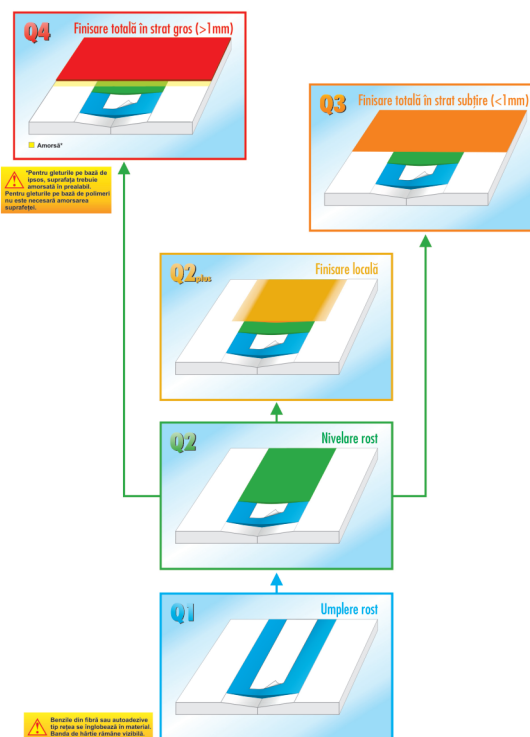 Q4 Finisare totală în strat gros (>1mm)
Amorsă*
*Pentru gleturile pe bază de
ipsos, suprafața trebuie
amorsată în prealabil.
Pentru gleturile pe bază de polimeri
nu este necesară amorsarea
suprafeței.
Q3 Finisare totală în strat subțire (<1mm)
Q2plus Finisare locală
Q2 Nivelare rost
Q1 Umplere rost
Benzile din fibră sau autoadezive
tip rețea se înglobează în material.
Banda de hârtie rămâne vizibilă.